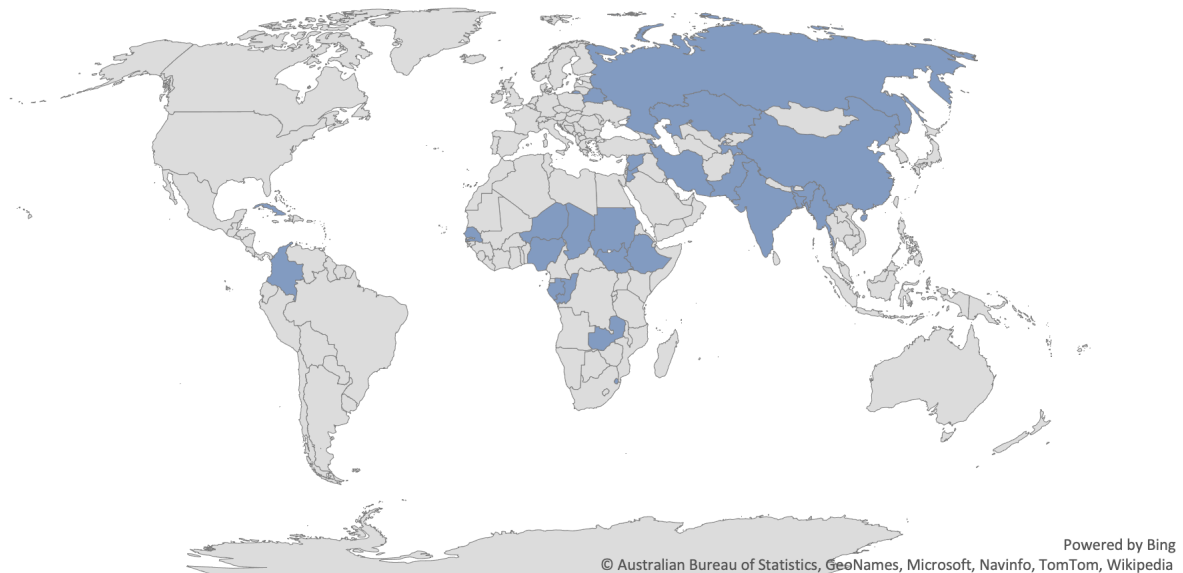 Powered by Bing
© Australian Bureau of Statistics, GeoNames, Microsoft, Navinfo, TomTom, Wikipedia